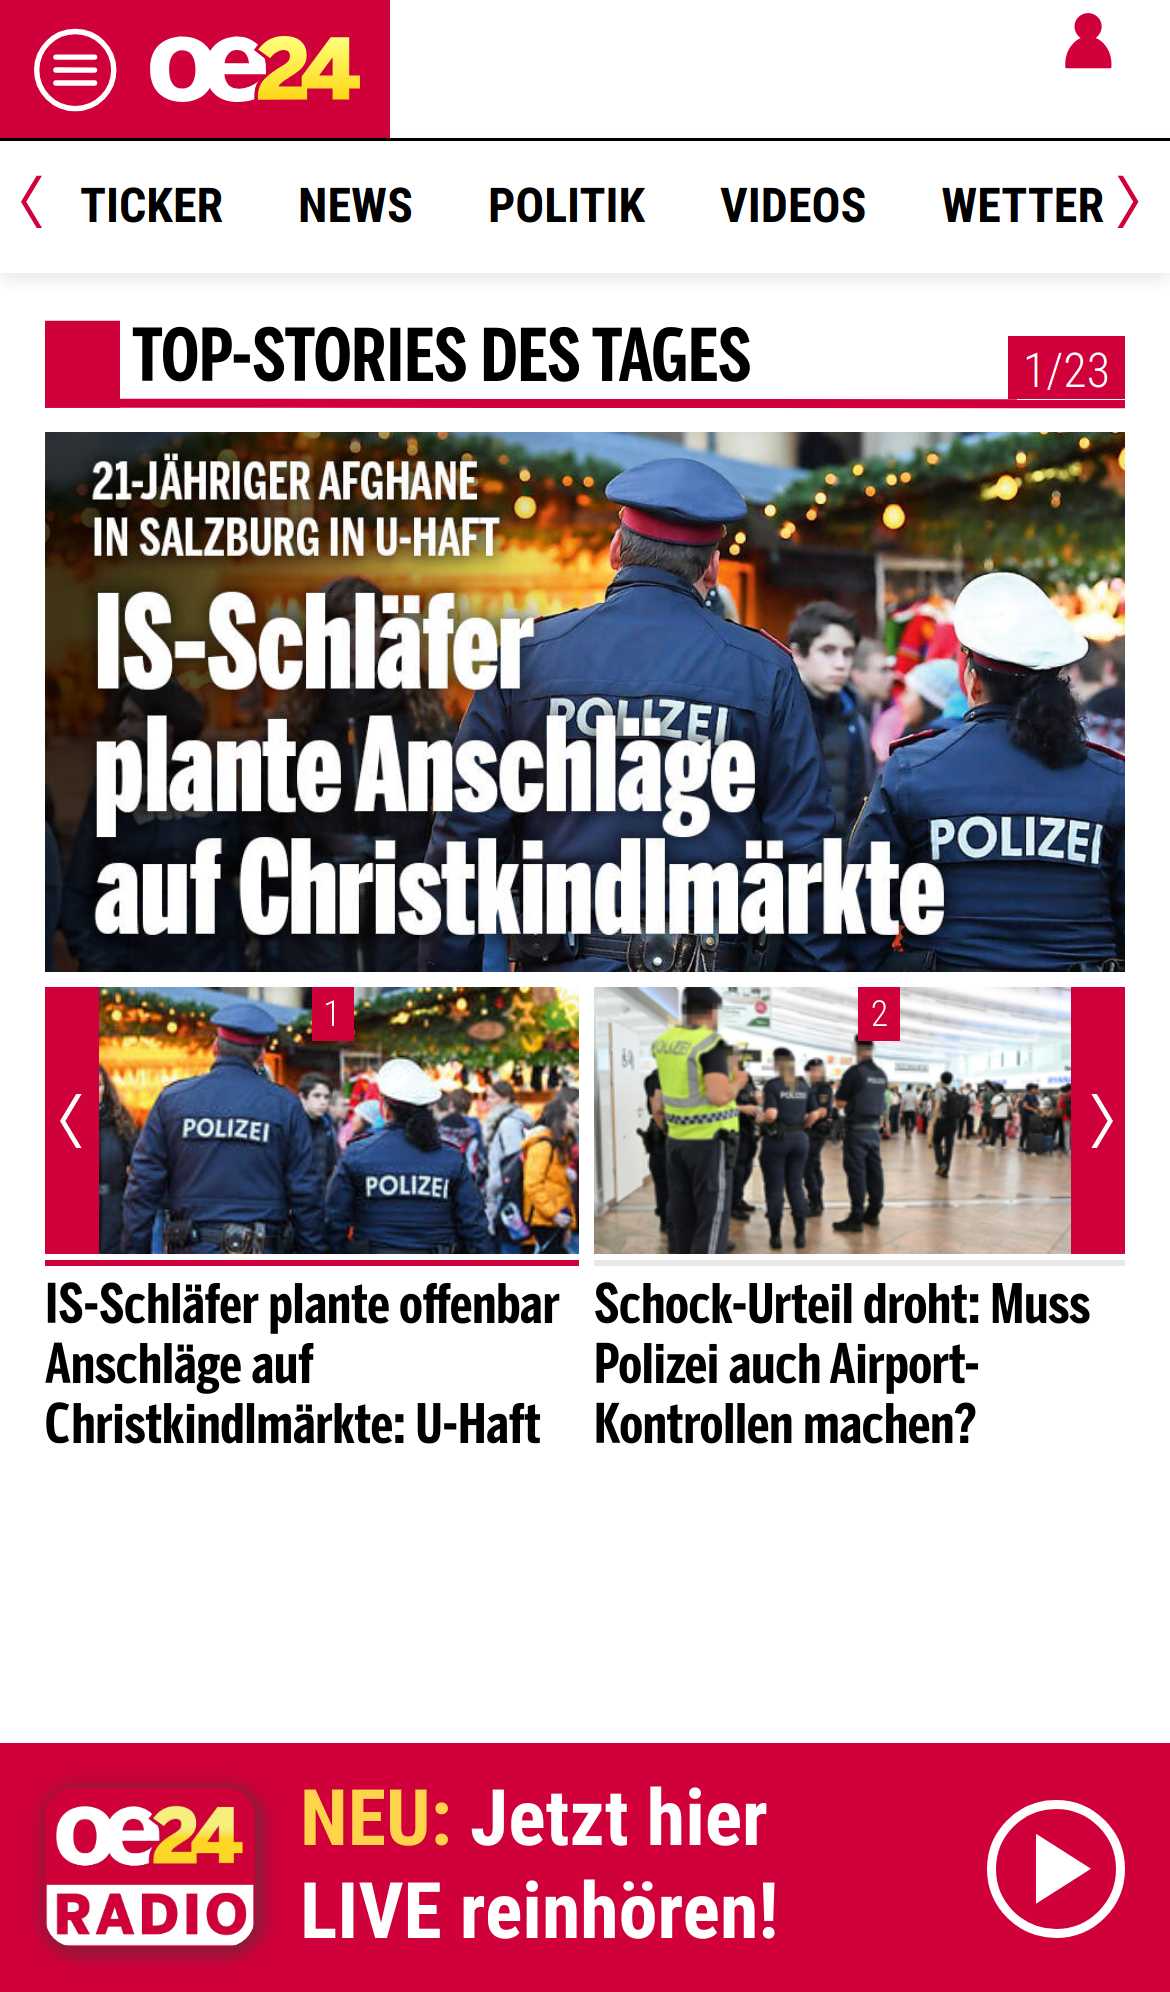 oe24
TICKER NEWS POLITIK VIDEOS WETTER
TOP-STORIES DES TAGES
1/23
21-JÄHRIGER AFGHANE
IN SALZBURG IN U-HAFT
IS-Schläfer
plante Anschläge
auf Christkindlmärkte
POLIZEI
POLIZEI
1
POLIZEI
POLIZEI
2
POLIZEI
POLIZEI
IS-Schläfer plante offenbar
Anschläge auf
Christkindlmärkte: U-Haft
Schock-Urteil droht: Muss
Polizei auch Airport-
Kontrollen machen?
oe24
RADIO
NEU: Jetzt hier
LIVE reinhören!